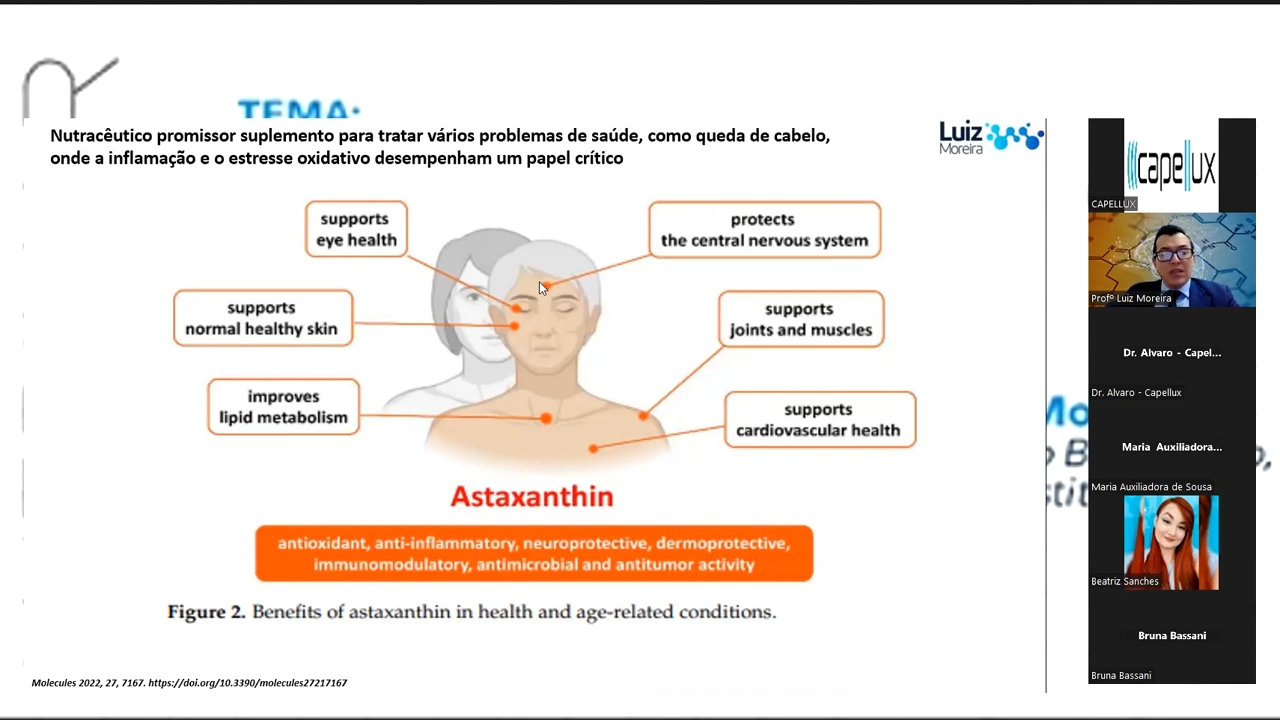 TEMA:
Nutracêutico promissor suplemento para tratar vários problemas de saúde, como queda de cabelo,
onde a inflamação e o estresse oxidativo desempenham um papel crítico
Luiz
Moreira
supports
eye health
protects
the central nervous system
supports
normal healthy skin
supports
joints and muscles
improves
lipid metabolism
supports
cardiovascular health
Astaxanthin
antioxidant, anti-inflammatory, neuroprotective, dermoprotective,
immunomodulatory, antimicrobial and antitumor activity
Figure 2. Benefits of astaxanthin in health and age-related conditions.
Molecules 2022, 27, 7167. https://doi.org/10.3390/molecules27217167
capellux
CAPELLUX
Profº Luiz Moreira
Dr. Alvaro - Capel...
Dr. Alvaro - Capellux
Maria Auxiliadora...
Maria Auxiliadora de Sousa
Beatriz Sanches
Bruna Bassani
Bruna Bassani